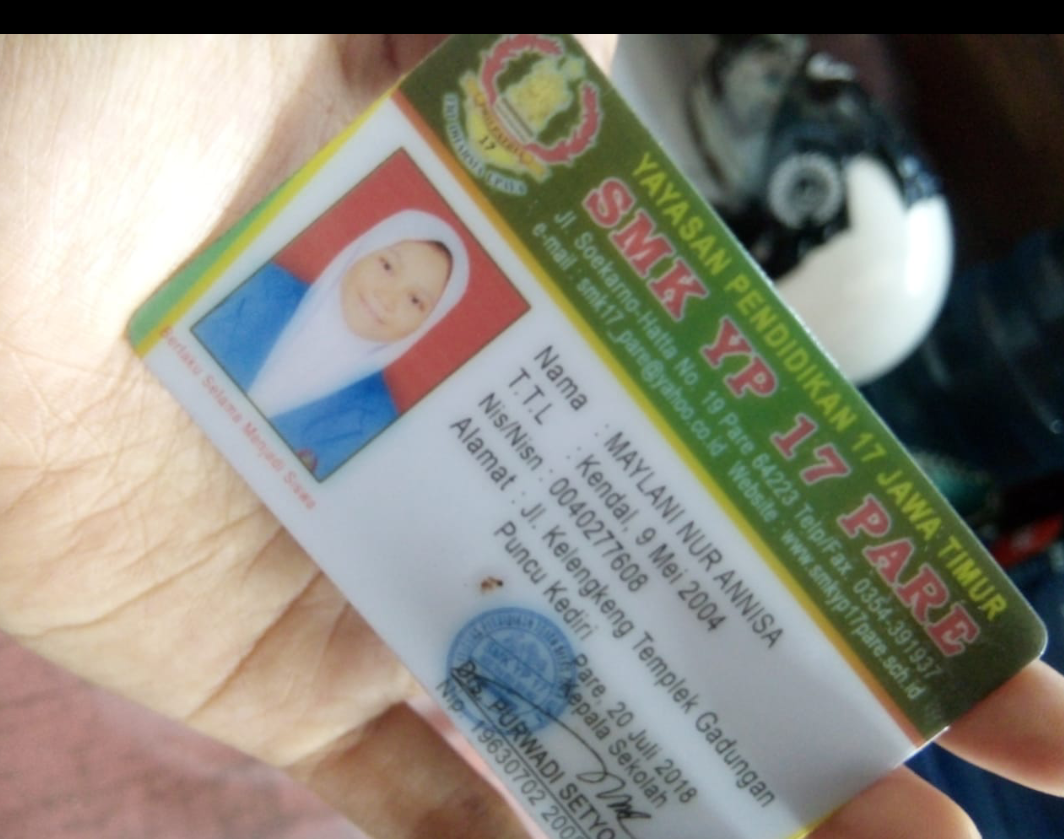 YAYASAN PENDIDIKAN 17 JAWA TIMUR
SMK YP 17 PARE
Jl. Soekarno-Hatta No. 19 Pare 64223 Telp/Fax. 0354-391937
e-mail : smk17_pare@yahoo.co.id Website : www.smkyp17pare.sch.id
17
Nama : MAYLANI NUR ANNISA
T.T.L : Kendal, 9 Mei 2004
Nis/Nisn : 0040277608
Alamat : Jl. Kelengkeng Templek Gadungan
Puncu Kediri
Pare, 20 Juli 2018
Kepala Sekolah
Drs. PURWADI SETYO
Nip. 19630702 200
Berlaku Selama Menjadi Siswa